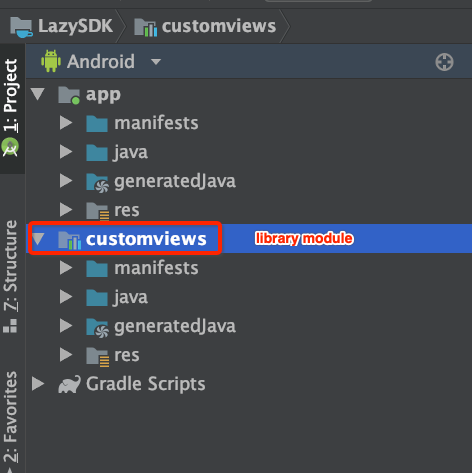 LazySDK customviews
Android
app
manifests
java
generatedJava
res
customviews library module
manifests
java
generatedJava
res
Gradle Scripts
1: Project
7: Structure
2: Favorites